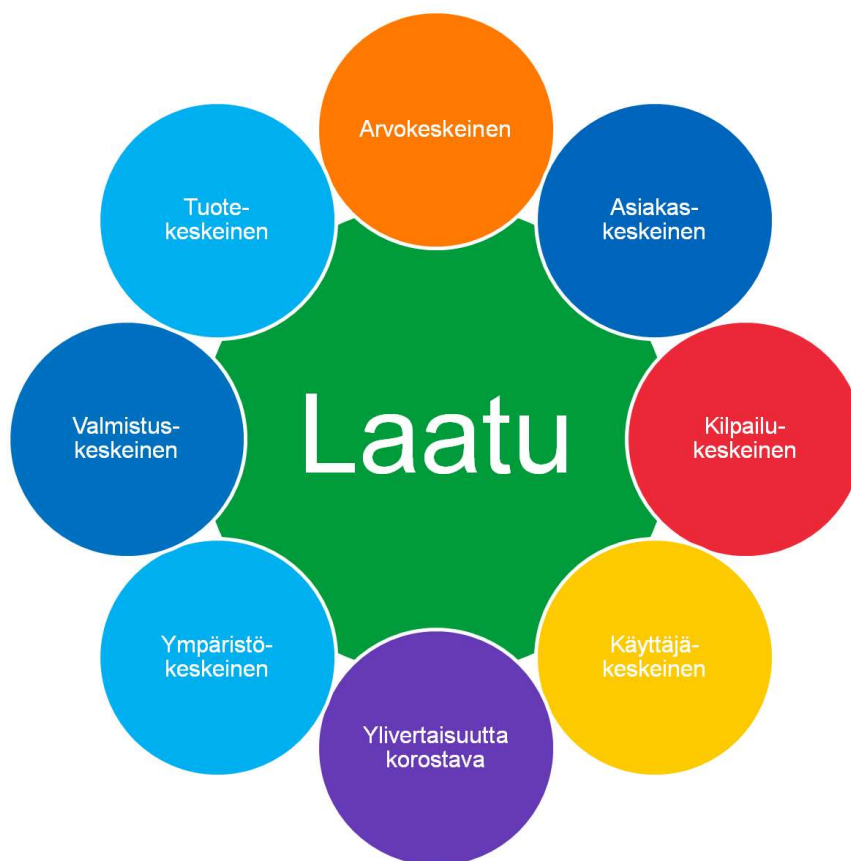 Arvokeskeinen
Tuote-
keskeinen
Asiakas-
keskeinen
Valmistus-
keskeinen
Laatu
Kilpailu-
keskeinen
Ympäristö-
keskeinen
Käyttäjä-
keskeinen
Ylivertaisuutta
korostava